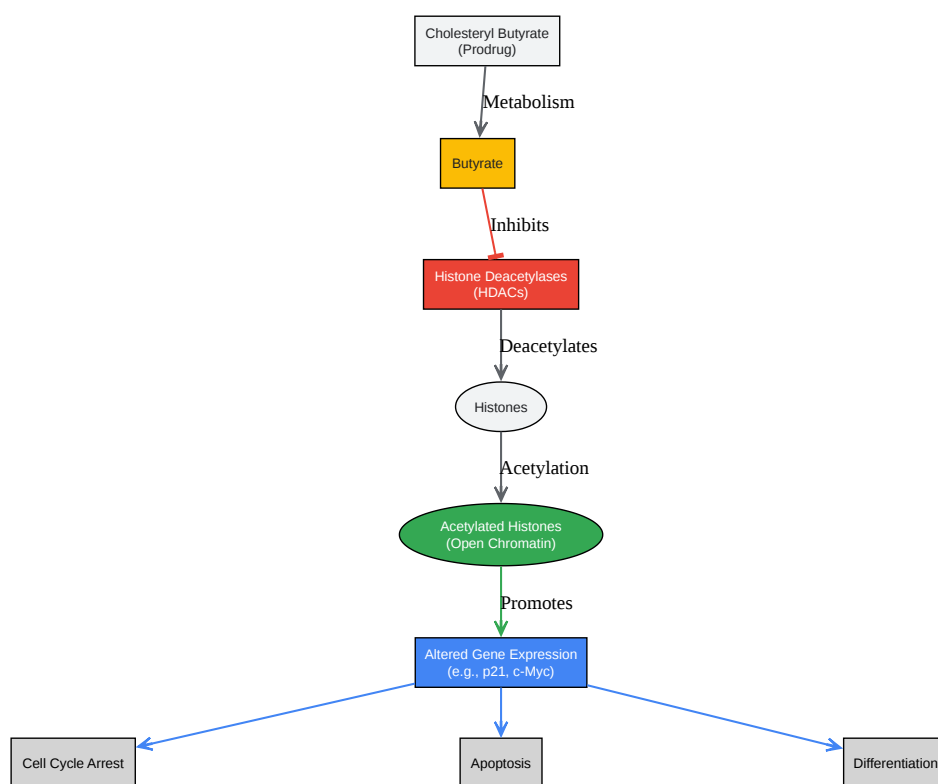 Cholesteryl Butyrate
(Prodrug)
Metabolism
Butyrate
Inhibits
Histone Deacetylases
(HDACs)
Deacetylates
Histones
Acetylation
Acetylated Histones
(Open Chromatin)
Promotes
Altered Gene Expression
(e.g., p21, c-Myc)
Cell Cycle Arrest
Apoptosis
Differentiation